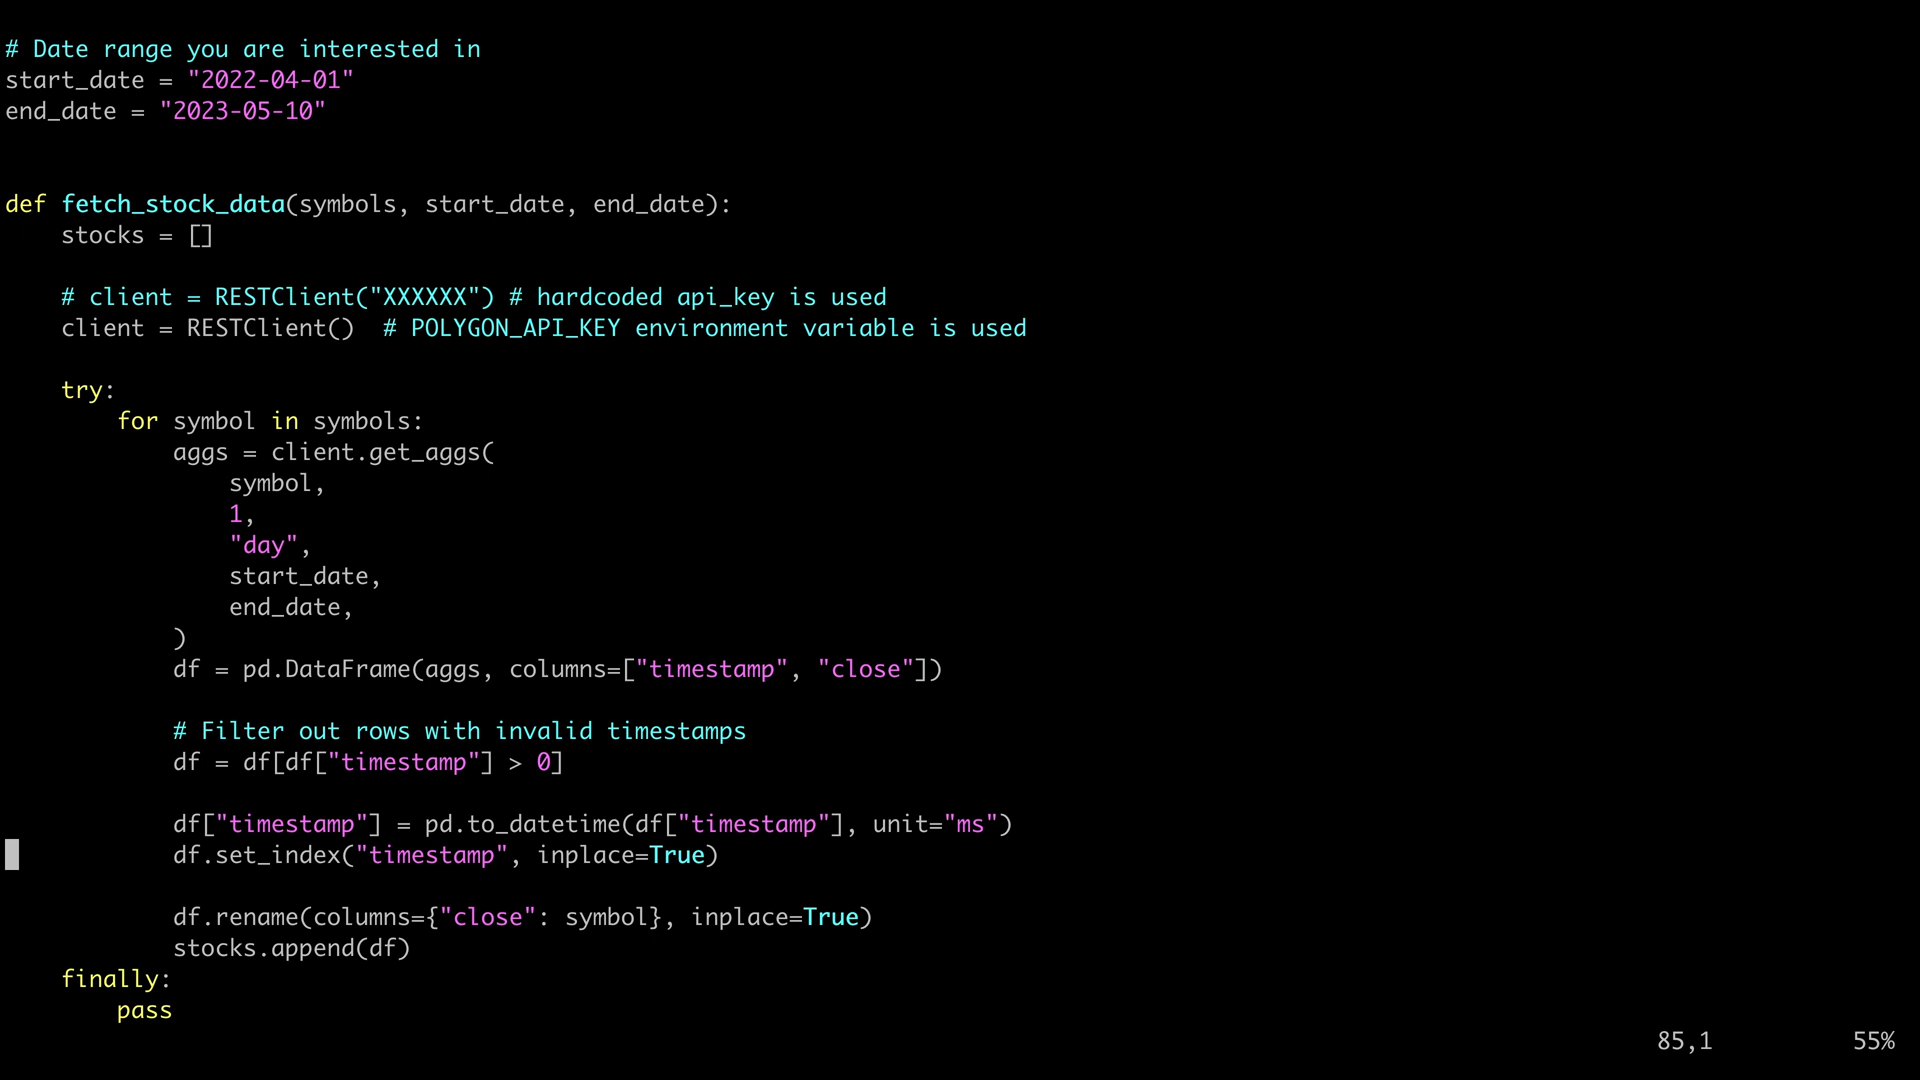 # Date range you are interested in
start_date = "2022-04-01"
end_date = "2023-05-10"
def fetch_stock_data(symbols, start_date, end_date):
    stocks = []
    # client = RESTClient("XXXXXX") # hardcoded api_key is used
    client = RESTClient()  # POLYGON_API_KEY environment variable is used
    try:
        for symbol in symbols:
            aggs = client.get_aggs(
                symbol,
                1,
                "day",
                start_date,
                end_date,
            )
            df = pd.DataFrame(aggs, columns=["timestamp", "close"])
            # Filter out rows with invalid timestamps
            df = df[df["timestamp"] > 0]
            df["timestamp"] = pd.to_datetime(df["timestamp"], unit="ms")
            df.set_index("timestamp", inplace=True)
            df.rename(columns={"close": symbol}, inplace=True)
            stocks.append(df)
    finally:
        pass
85,1 55%